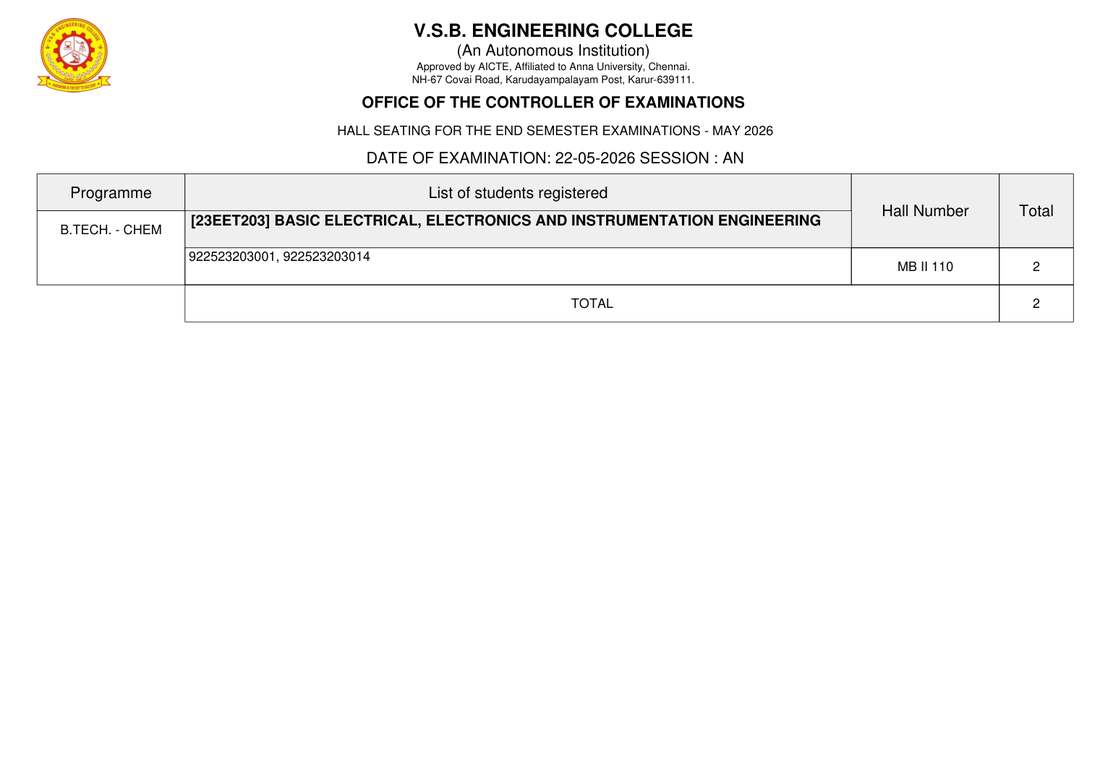 V.S.B. ENGINEERING COLLEGE
(An Autonomous Institution)
Approved by AICTE, Affiliated to Anna University, Chennai.
NH-67 Covai Road, Karudayampalayam Post, Karur-639111.
OFFICE OF THE CONTROLLER OF EXAMINATIONS
HALL SEATING FOR THE END SEMESTER EXAMINATIONS - MAY 2026
DATE OF EXAMINATION: 22-05-2026 SESSION : AN
Programme List of students registered Hall Number Total
B.TECH. - CHEM [23EET203] BASIC ELECTRICAL, ELECTRONICS AND INSTRUMENTATION ENGINEERING
922523203001, 922523203014 MB II 110 2
TOTAL 2